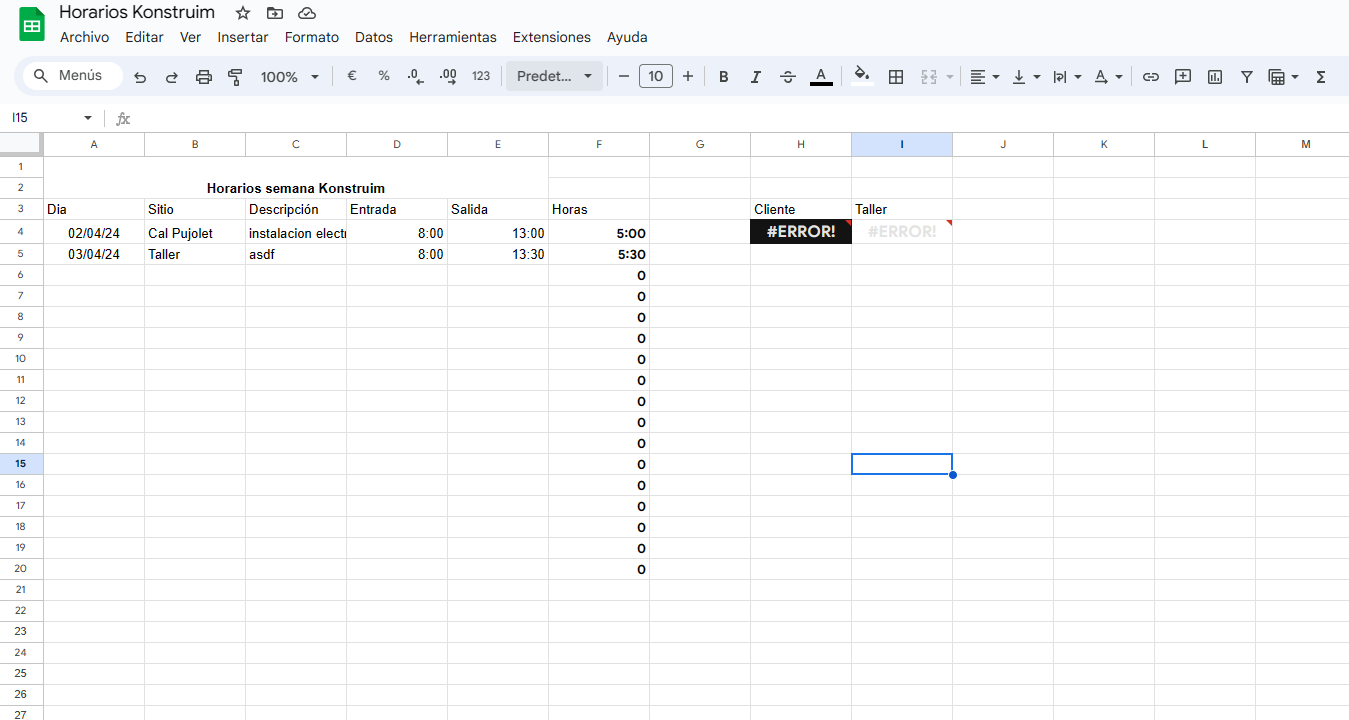 Horarios Konstruim
Archivo Editar Ver Insertar Formato Datos Herramientas Extensiones Ayuda
Menús 100% € % .0 .00 123 Predet... − 10 + B I S A Σ
I15 fx
A B C D E F G H I J K L M
1
2 Horarios semana Konstruim
3 Dia Sitio Descripción Entrada Salida Horas Cliente Taller
4 02/04/24 Cal Pujolet instalacion elect 8:00 13:00 5:00 #ERROR! #ERROR!
5 03/04/24 Taller asdf 8:00 13:30 5:30
6 0
7 0
8 0
9 0
10 0
11 0
12 0
13 0
14 0
15 0
16 0
17 0
18 0
19 0
20 0
21
22
23
24
25
26
27